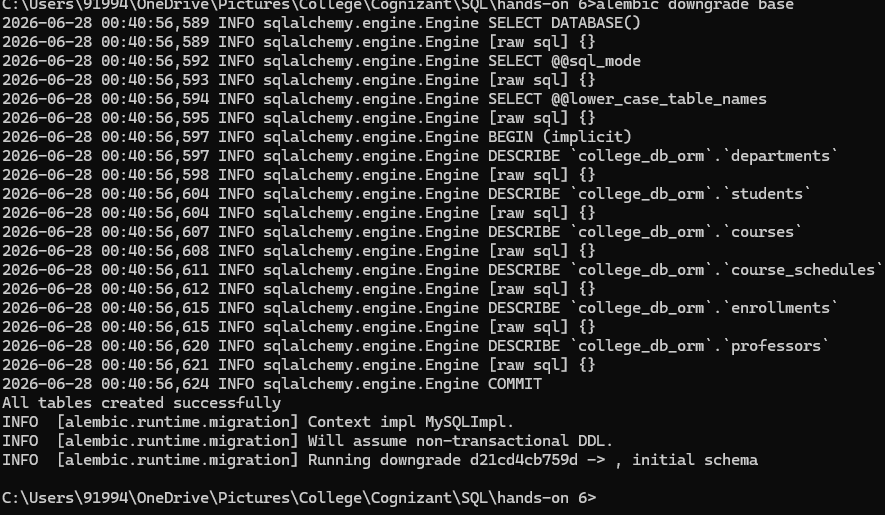 C:\Users\91994\OneDrive\Pictures\College\Cognizant\SQL\hands-on 6>alembic downgrade base
2026-06-28 00:40:56,589 INFO sqlalchemy.engine.Engine SELECT DATABASE()
2026-06-28 00:40:56,589 INFO sqlalchemy.engine.Engine [raw sql] {}
2026-06-28 00:40:56,592 INFO sqlalchemy.engine.Engine SELECT @@sql_mode
2026-06-28 00:40:56,593 INFO sqlalchemy.engine.Engine [raw sql] {}
2026-06-28 00:40:56,594 INFO sqlalchemy.engine.Engine SELECT @@lower_case_table_names
2026-06-28 00:40:56,595 INFO sqlalchemy.engine.Engine [raw sql] {}
2026-06-28 00:40:56,597 INFO sqlalchemy.engine.Engine BEGIN (implicit)
2026-06-28 00:40:56,597 INFO sqlalchemy.engine.Engine DESCRIBE `college_db_orm`.`departments`
2026-06-28 00:40:56,598 INFO sqlalchemy.engine.Engine [raw sql] {}
2026-06-28 00:40:56,604 INFO sqlalchemy.engine.Engine DESCRIBE `college_db_orm`.`students`
2026-06-28 00:40:56,604 INFO sqlalchemy.engine.Engine [raw sql] {}
2026-06-28 00:40:56,607 INFO sqlalchemy.engine.Engine DESCRIBE `college_db_orm`.`courses`
2026-06-28 00:40:56,608 INFO sqlalchemy.engine.Engine [raw sql] {}
2026-06-28 00:40:56,611 INFO sqlalchemy.engine.Engine DESCRIBE `college_db_orm`.`course_schedules`
2026-06-28 00:40:56,612 INFO sqlalchemy.engine.Engine [raw sql] {}
2026-06-28 00:40:56,615 INFO sqlalchemy.engine.Engine DESCRIBE `college_db_orm`.`enrollments`
2026-06-28 00:40:56,615 INFO sqlalchemy.engine.Engine [raw sql] {}
2026-06-28 00:40:56,620 INFO sqlalchemy.engine.Engine DESCRIBE `college_db_orm`.`professors`
2026-06-28 00:40:56,621 INFO sqlalchemy.engine.Engine [raw sql] {}
2026-06-28 00:40:56,624 INFO sqlalchemy.engine.Engine COMMIT
All tables created successfully
INFO  [alembic.runtime.migration] Context impl MySQLImpl.
INFO  [alembic.runtime.migration] Will assume non-transactional DDL.
INFO  [alembic.runtime.migration] Running downgrade d21cd4cb759d -> , initial schema
C:\Users\91994\OneDrive\Pictures\College\Cognizant\SQL\hands-on 6>